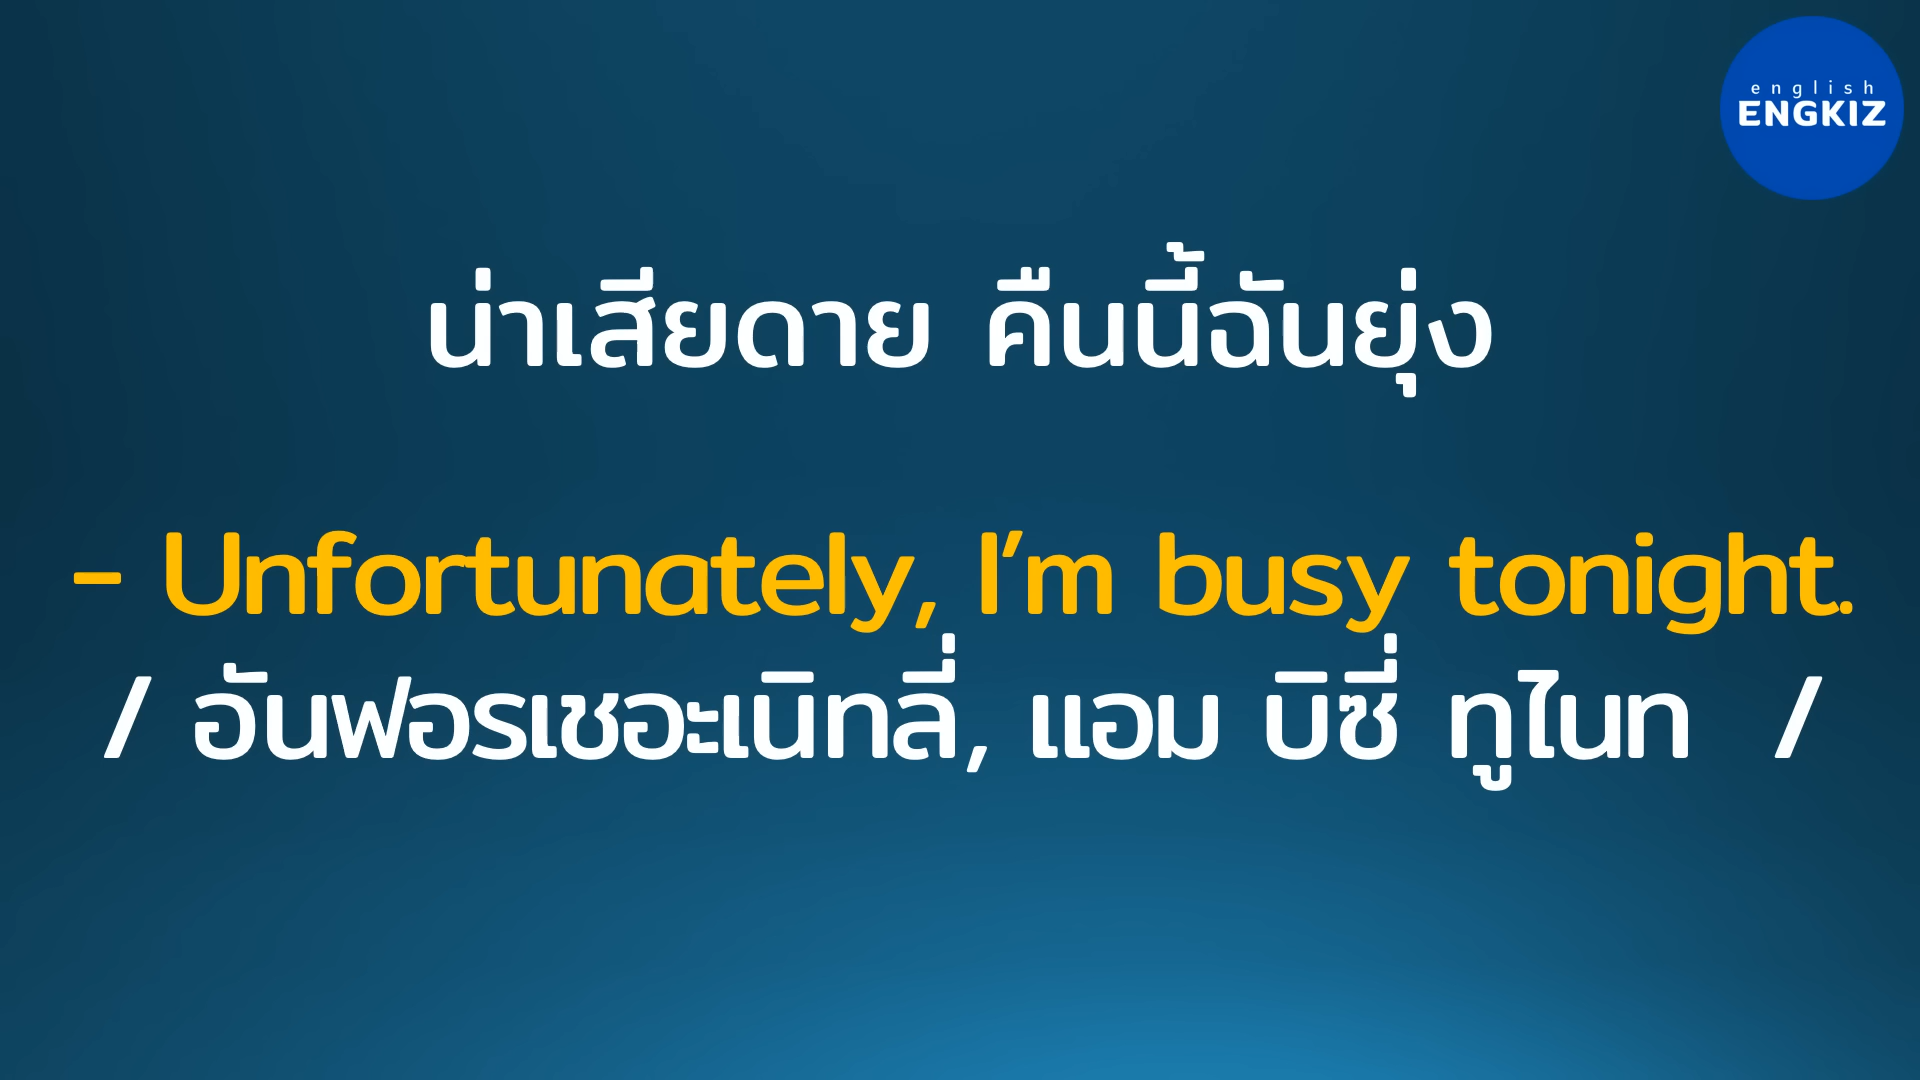 english
ENGKIZ
น่าเสียดาย คืนนี้ฉันยุ่ง
- Unfortunately, I’m busy tonight.
/ อันฟอรเชอะเนิทลี่, แอม บิซี่ ทูไนท /